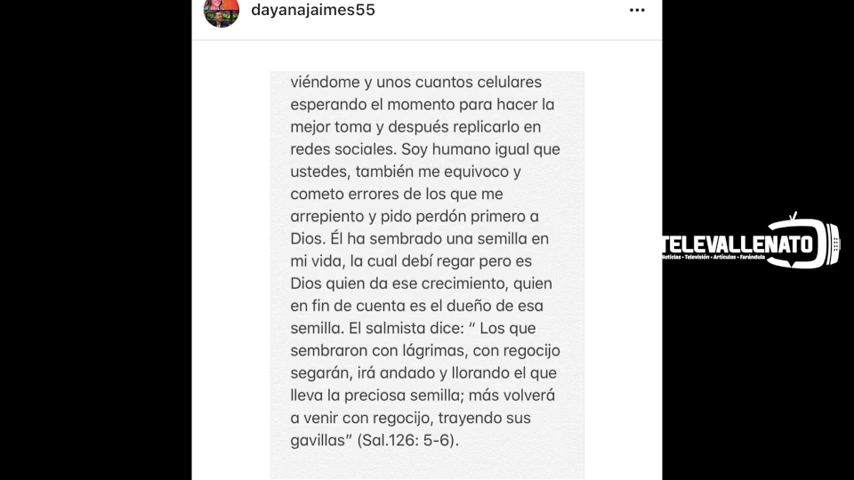 dayanajaimes55
viéndome y unos cuantos celulares
esperando el momento para hacer la
mejor toma y después replicarlo en
redes sociales. Soy humano igual que
ustedes, también me equivoco y
cometo errores de los que me
arrepiento y pido perdón primero a
Dios. Él ha sembrado una semilla en
mi vida, la cual debí regar pero es
Dios quien da ese crecimiento, quien
en fin de cuenta es el dueño de esa
semilla. El salmista dice: “ Los que
sembraron con lágrimas, con regocijo
segarán, irá andado y llorando el que
lleva la preciosa semilla; más volverá
a venir con regocijo, trayendo sus
gavillas” (Sal.126: 5-6).
TELEVALLENATO
Noticias - Televisión - Artículos - Farándula